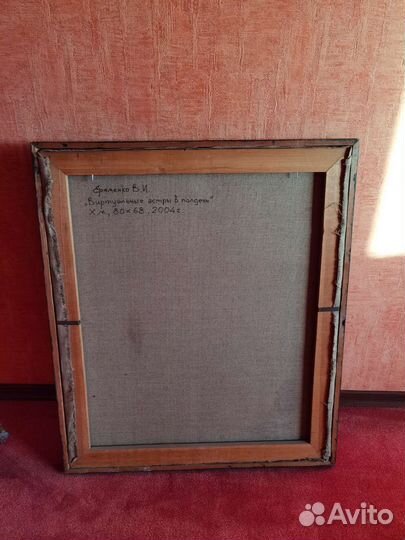 Еременко В.И.
„Виртуальные астры в полдень"
х.м, 80×68, 2004г.
Avito